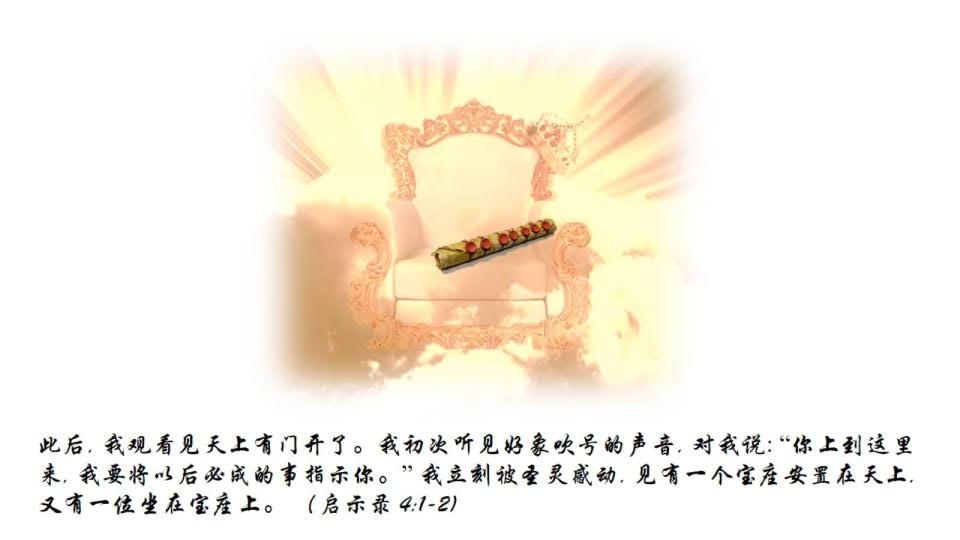 此后, 我观看见天上有门开了。我初次听见好象吹号的声音, 对我说:“你上到这里
来, 我要将以后必成的事指示你。” 我立刻被圣灵感动, 见有一个宝座安置在天上,
又有一位坐在宝座上。 (启示录 4:1-2)